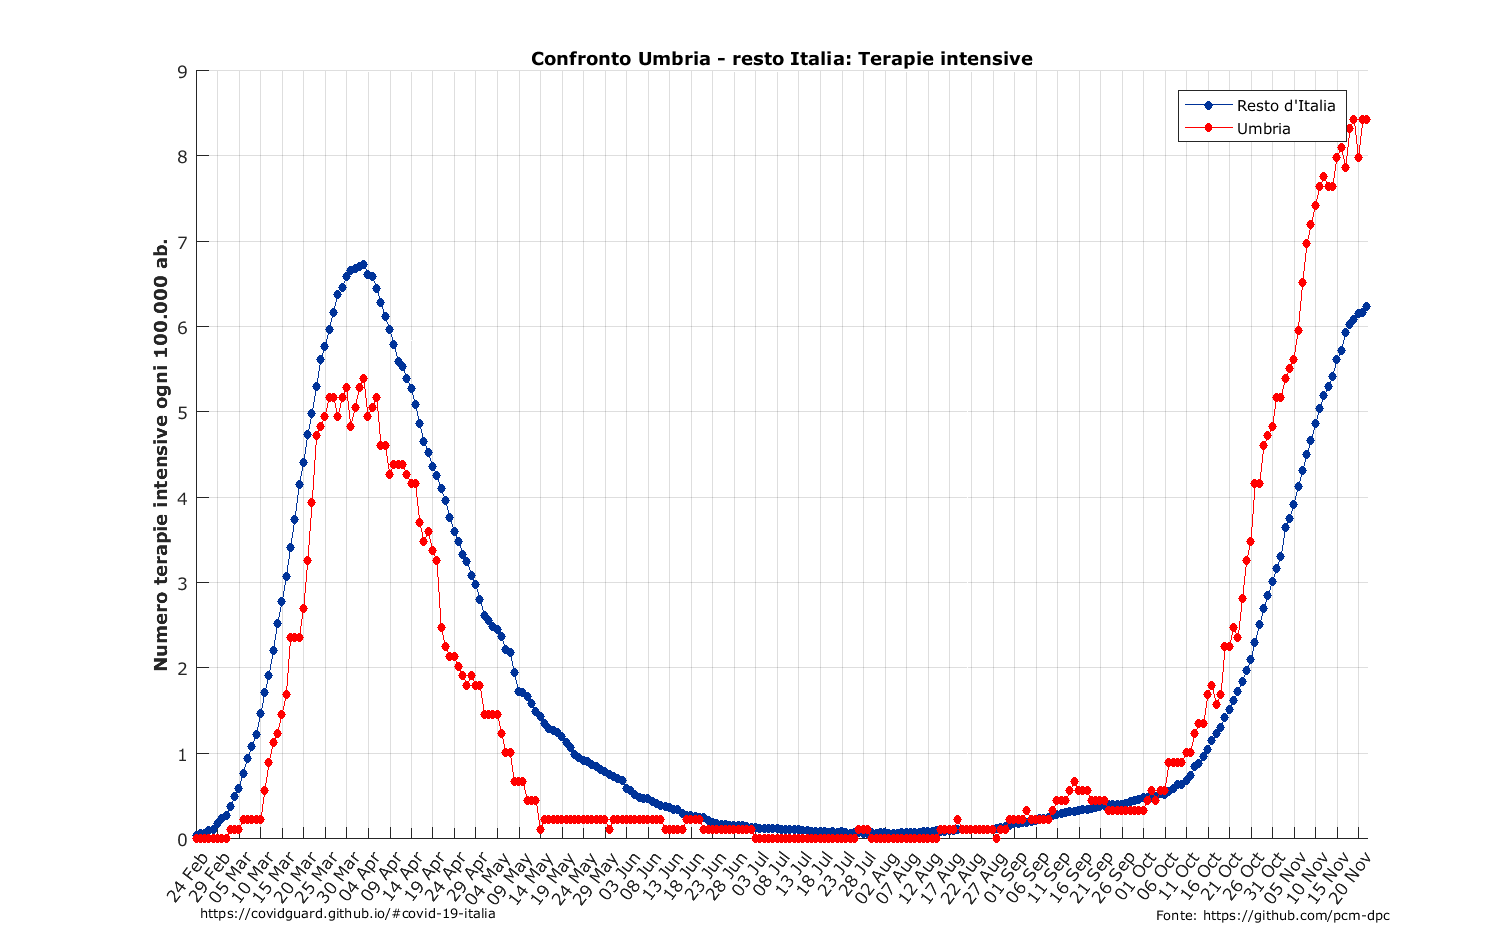 Confronto Umbria - resto Italia: Terapie intensive
Resto d'Italia
Umbria
Numero terapie intensive ogni 100.000 ab.
9
8
7
6
5
4
3
2
1
0
24 Feb
29 Feb
05 Mar
10 Mar
15 Mar
20 Mar
25 Mar
30 Mar
04 Apr
09 Apr
14 Apr
19 Apr
24 Apr
29 Apr
04 May
09 May
14 May
19 May
24 May
29 May
03 Jun
08 Jun
13 Jun
18 Jun
23 Jun
28 Jun
03 Jul
08 Jul
13 Jul
18 Jul
23 Jul
28 Jul
02 Aug
07 Aug
12 Aug
17 Aug
22 Aug
27 Aug
01 Sep
06 Sep
11 Sep
16 Sep
21 Sep
26 Sep
01 Oct
06 Oct
11 Oct
16 Oct
21 Oct
26 Oct
31 Oct
05 Nov
10 Nov
15 Nov
20 Nov
https://covidguard.github.io/#covid-19-italia
Fonte: https://github.com/pcm-dpc